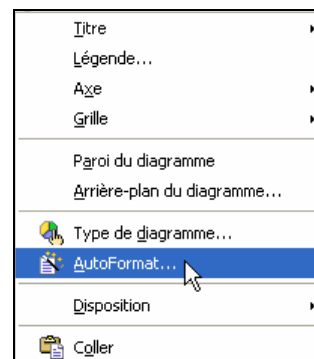 Titre
Légende...
Axe
Grille
Paroi du diagramme
Arrière-plan du diagramme...
Type de diagramme...
AutoFormat...
Disposition
Coller